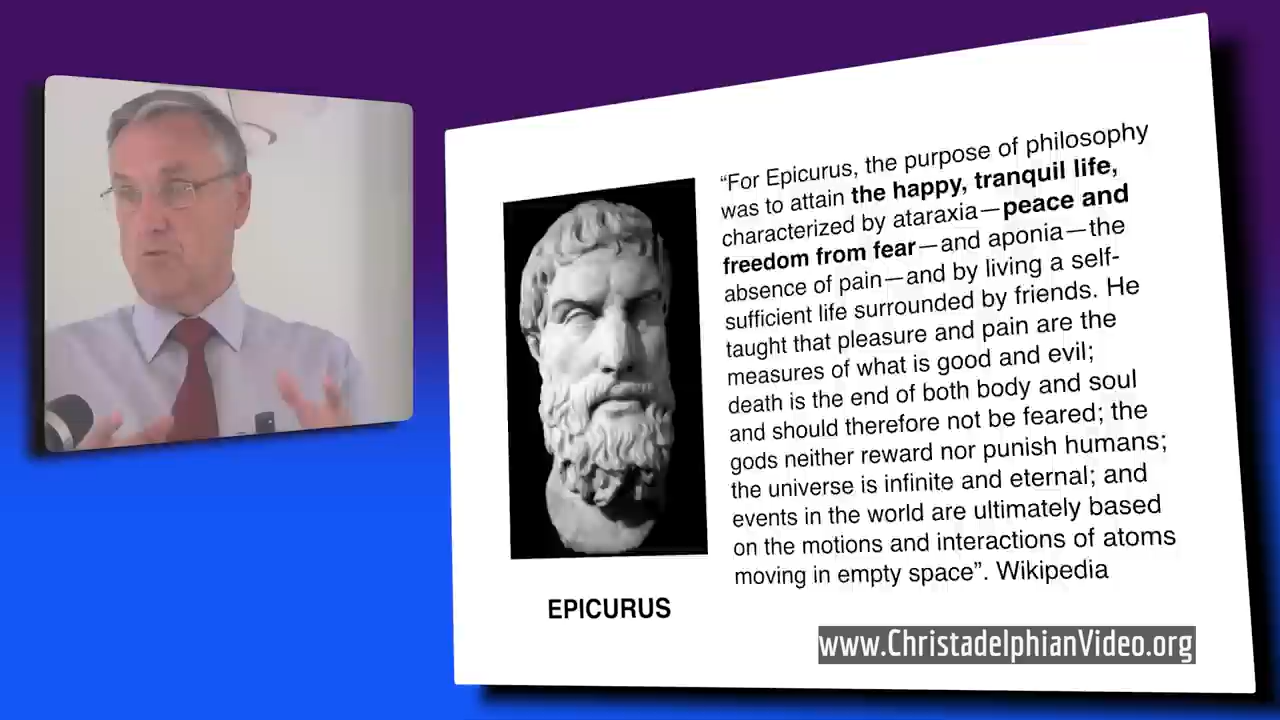 “For Epicurus, the purpose of philosophy
was to attain the happy, tranquil life,
characterized by ataraxia—peace and
freedom from fear—and aponia—the
absence of pain—and by living a self-
sufficient life surrounded by friends. He
taught that pleasure and pain are the
measures of what is good and evil;
death is the end of both body and soul
and should therefore not be feared; the
gods neither reward nor punish humans;
the universe is infinite and eternal; and
events in the world are ultimately based
on the motions and interactions of atoms
moving in empty space”. Wikipedia
EPICURUS
www.ChristadelphianVideo.org